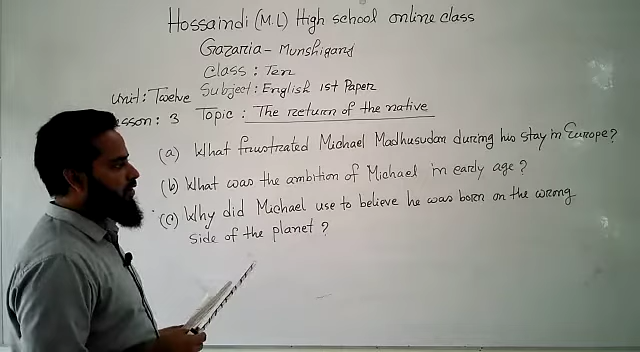 Hossaindi (M.L) High school online class
Gazaria- Munshiganj
Class : Ten
Unit: Twelve Subject: English 1st Paper
esson: 3 Topic : The return of the native
(a) What frustrated Michael Madhusudan during his stay in Europe?
(b) What was the ambition of Michael in early age ?
(c) Why did Michael use to believe he was born on the wrong
side of the planet ?